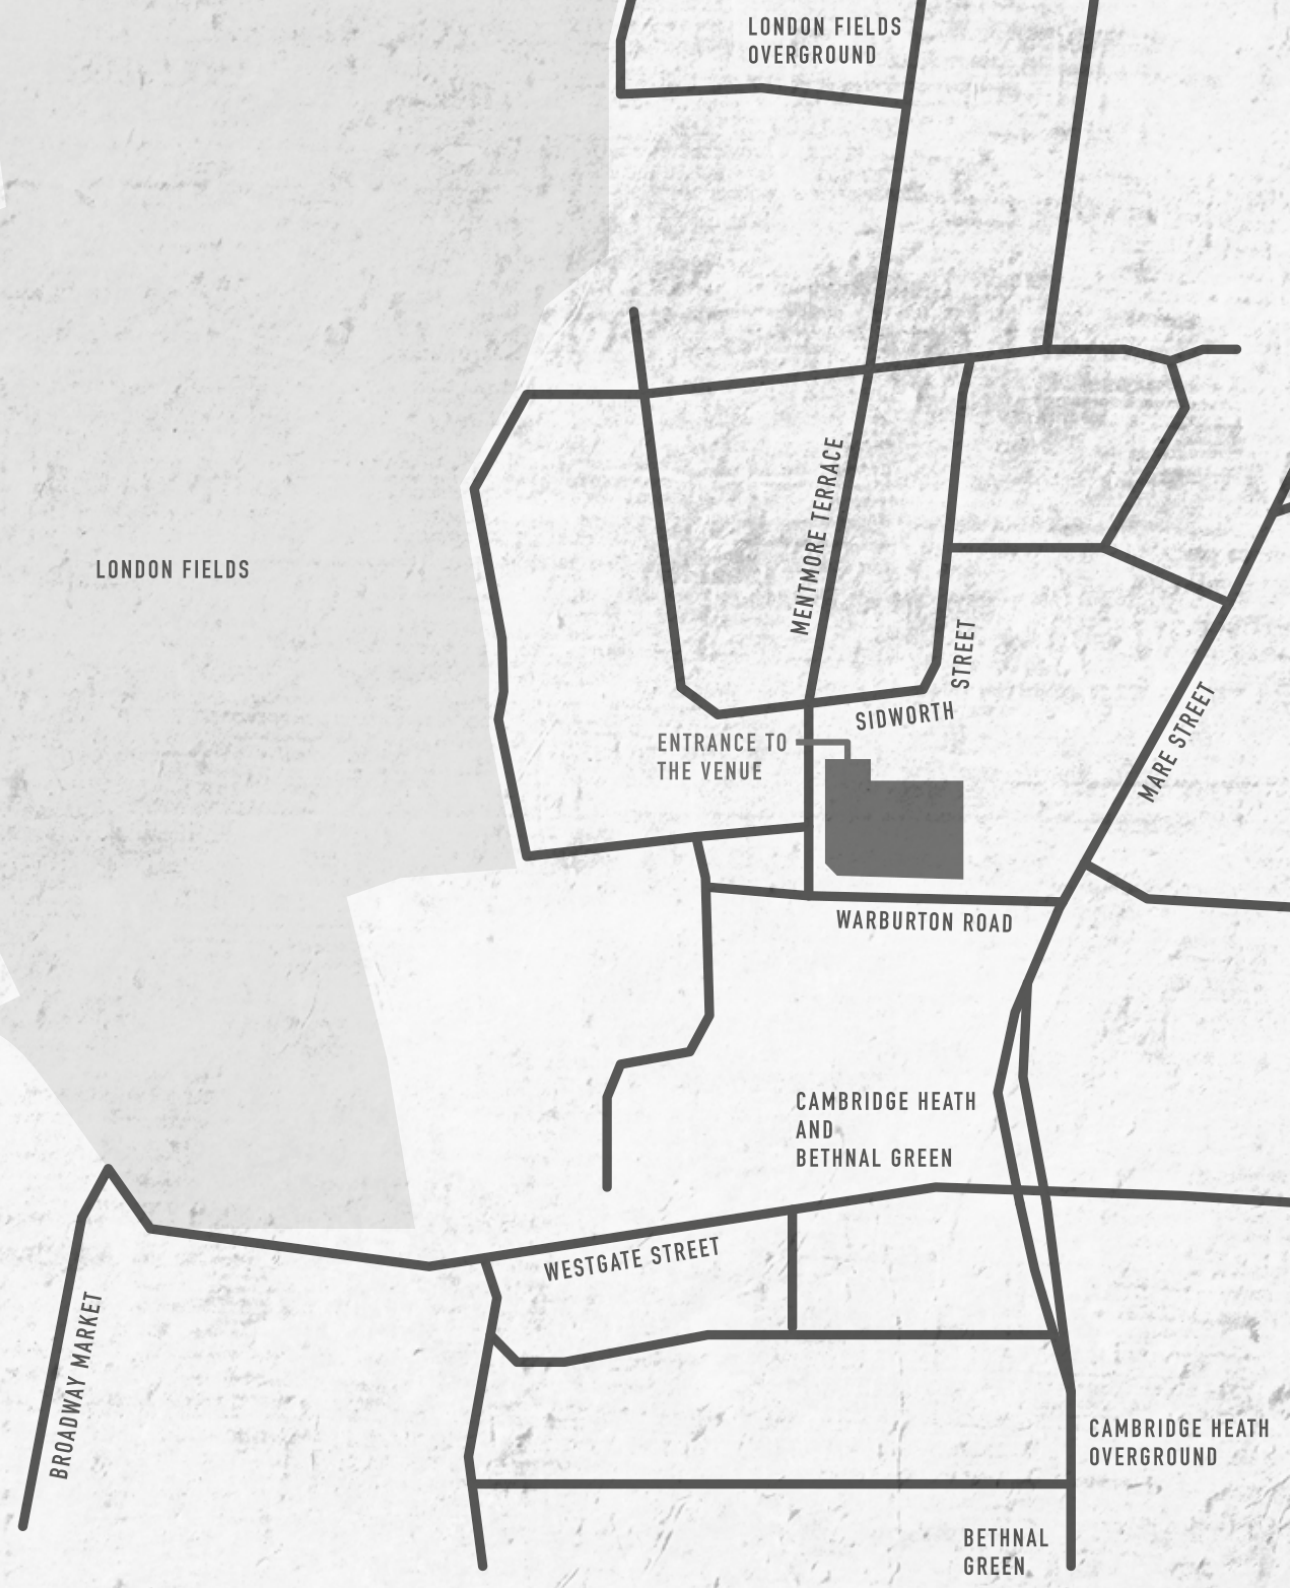 LONDON FIELDS
OVERGROUND
LONDON FIELDS
MENTMORE TERRACE
STREET
SIDWORTH
ENTRANCE TO
THE VENUE
MARE STREET
WARBURTON ROAD
CAMBRIDGE HEATH
AND
BETHNAL GREEN
WESTGATE STREET
BROADWAY MARKET
CAMBRIDGE HEATH
OVERGROUND
BETHNAL
GREEN